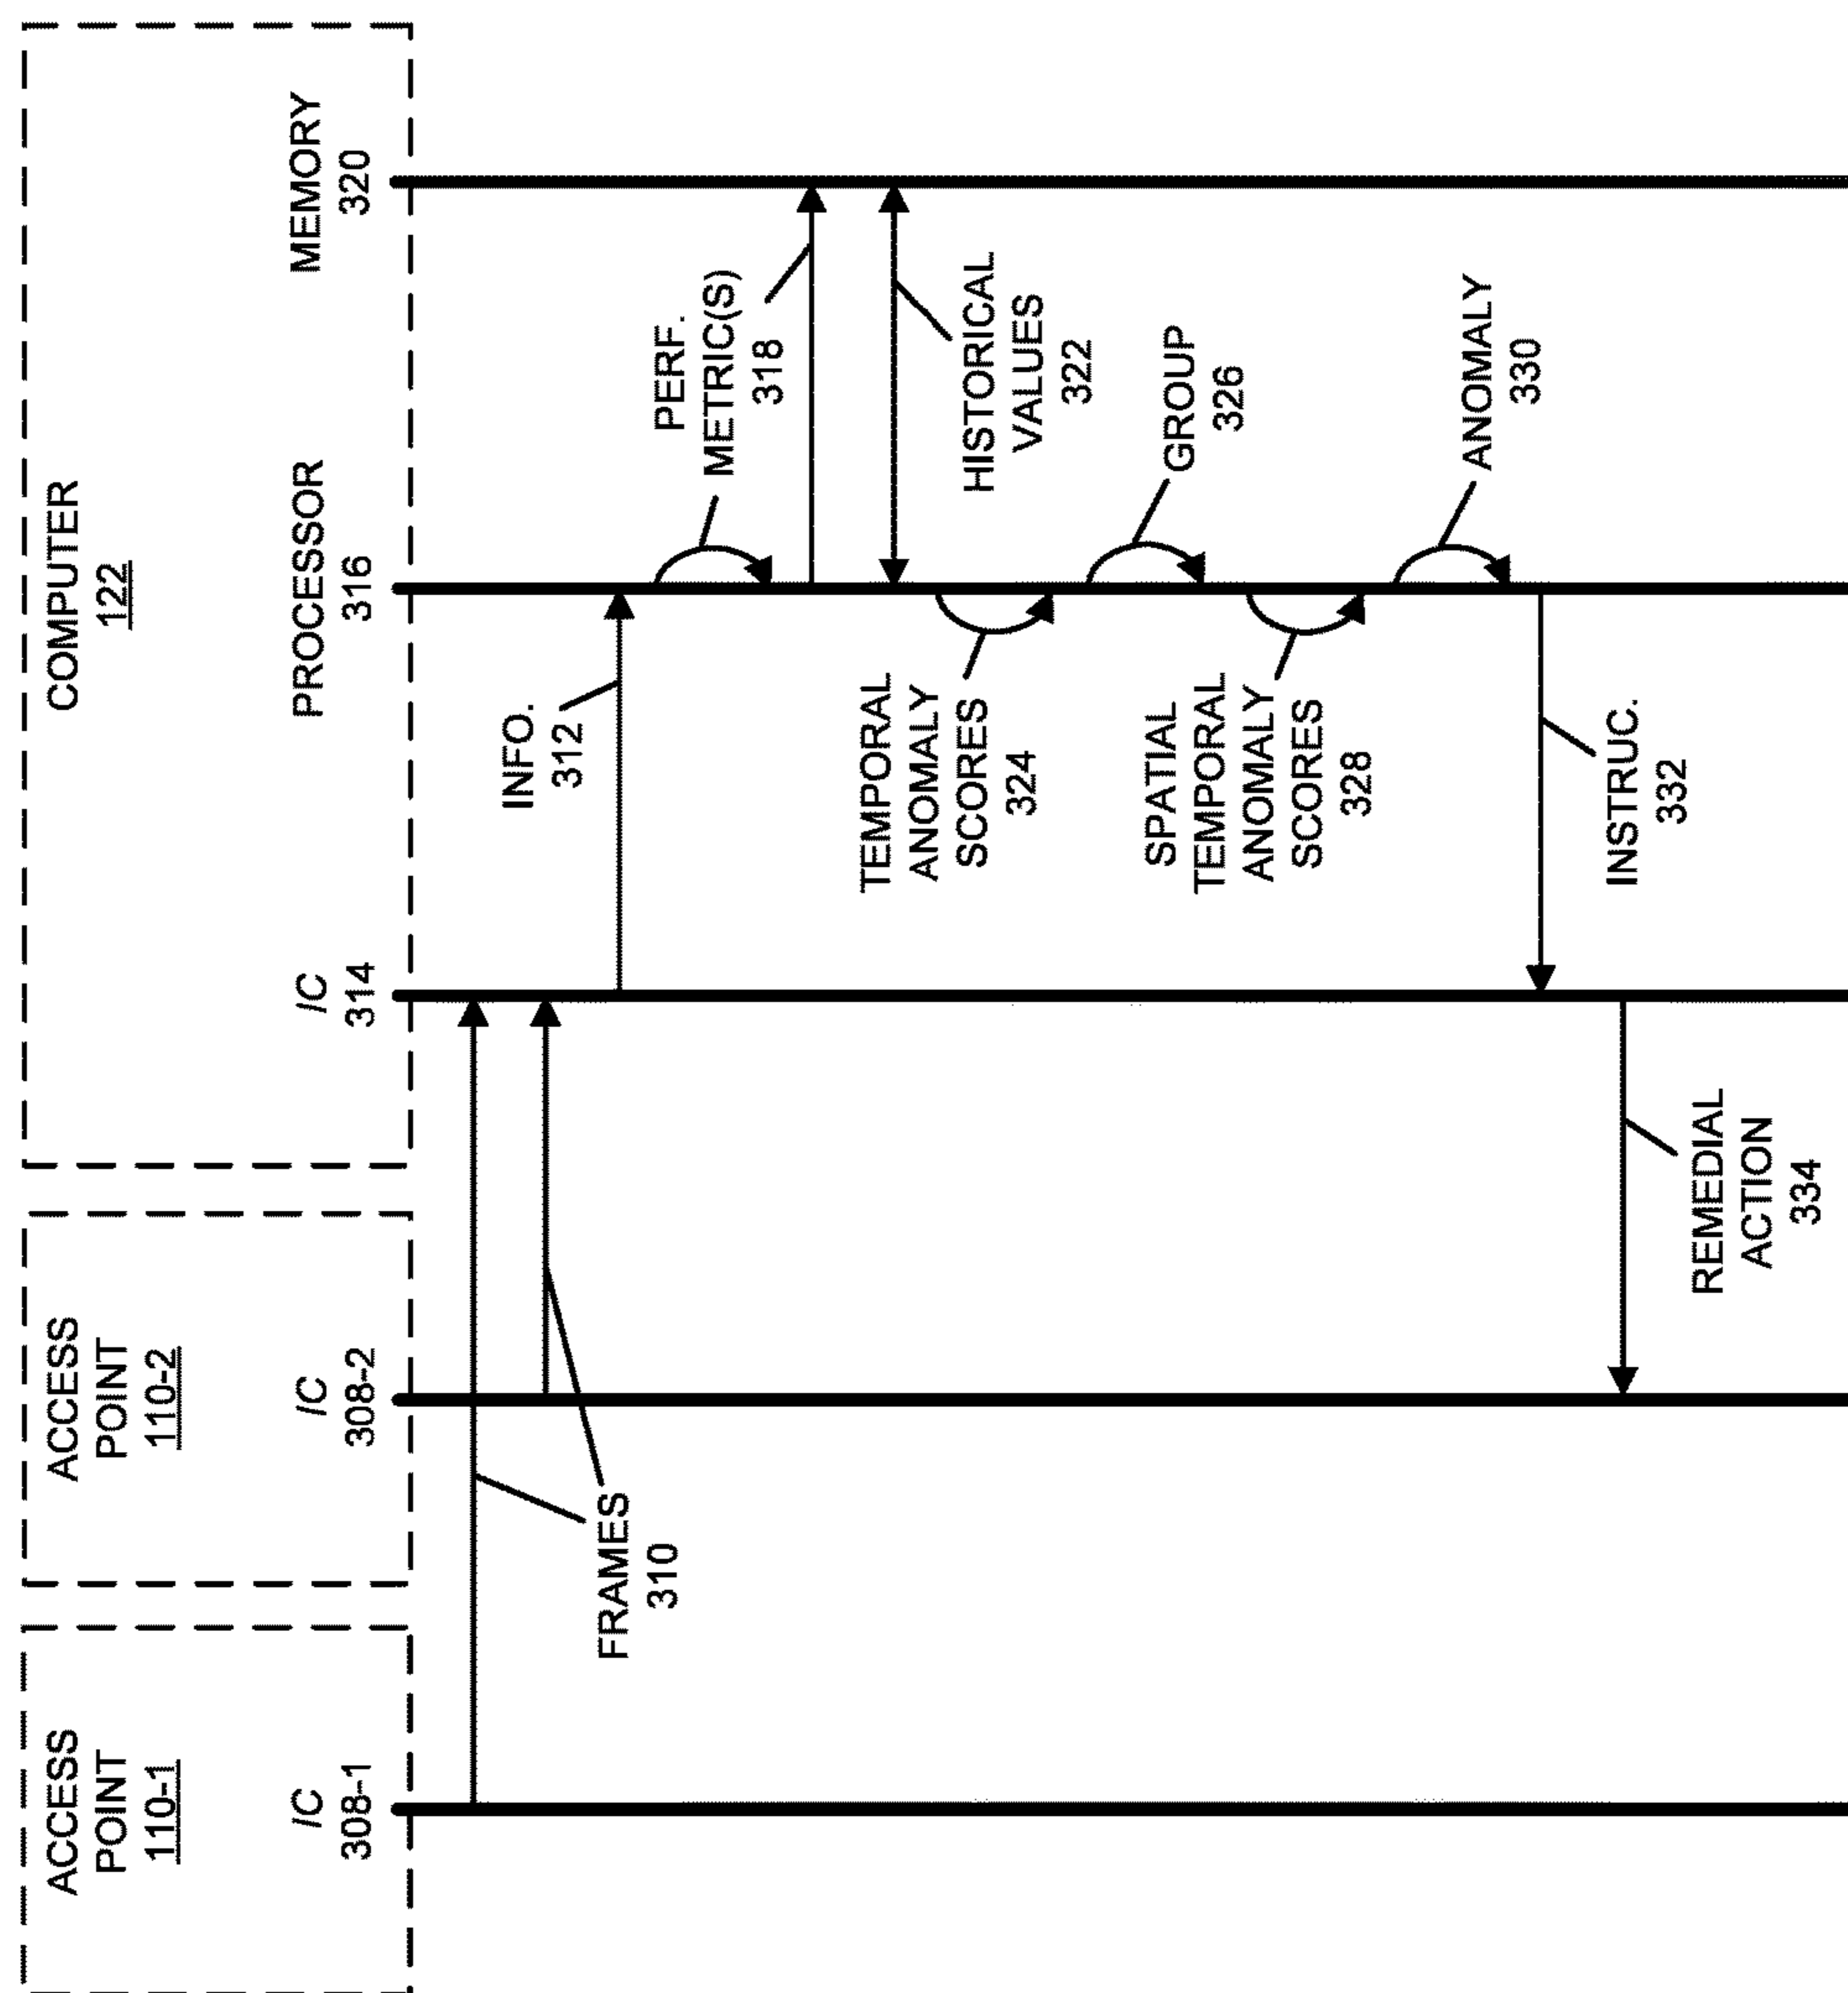 ACCESS
POINT
110-1
ACCESS
POINT
110-2
COMPUTER
122
IC
308-1
IC
308-2
IC
314
PROCESSOR
316
MEMORY
320
FRAMES
310
INFO.
312
PERF.
METRIC(S)
318
HISTORICAL
VALUES
322
TEMPORAL
ANOMALY
SCORES
324
GROUP
326
SPATIAL
TEMPORAL
ANOMALY
SCORES
328
ANOMALY
330
INSTRUC.
332
REMEDIAL
ACTION
334